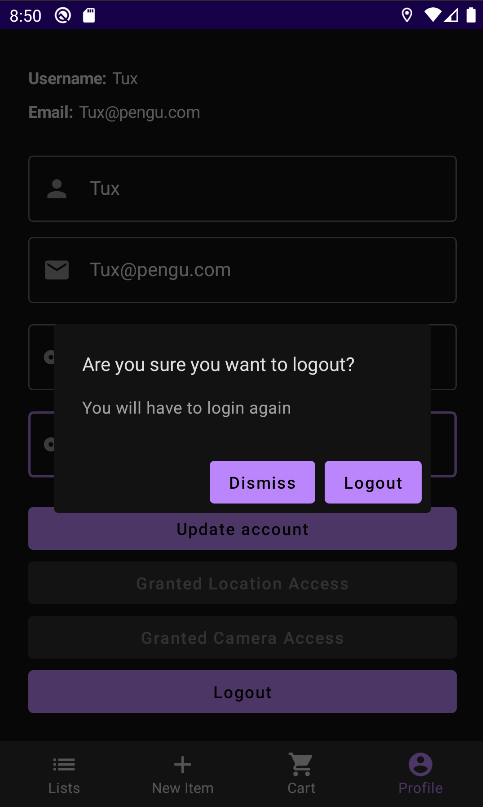 8:50
Username: Tux
Email: Tux@pengu.com
Tux
Tux@pengu.com
Are you sure you want to logout?
You will have to login again
Dismiss Logout
Update account
Granted Location Access
Granted Camera Access
Logout
Lists New Item Cart Profile